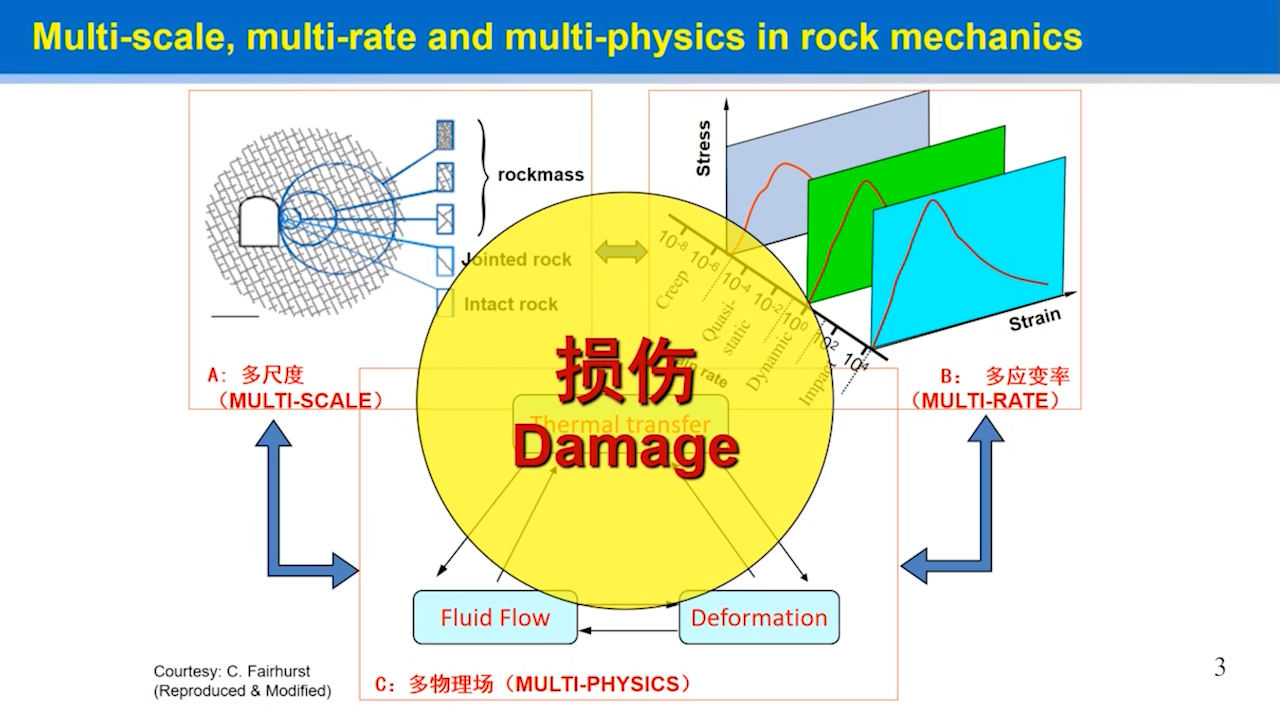 Multi-scale, multi-rate and multi-physics in rock mechanics
rockmass
Jointed rock
Intact rock
A: 多尺度
（MULTI-SCALE）
Stress
10-8
10-6
10-4
10-2
100
102
104
Creep
Quasi-
static
Dynamic
rate
Strain
B： 多应变率
（MULTI-RATE）
损伤
Thermal transfer
Damage
Fluid Flow
Deformation
C：多物理场（MULTI-PHYSICS）
Courtesy: C. Fairhurst
(Reproduced & Modified)
3